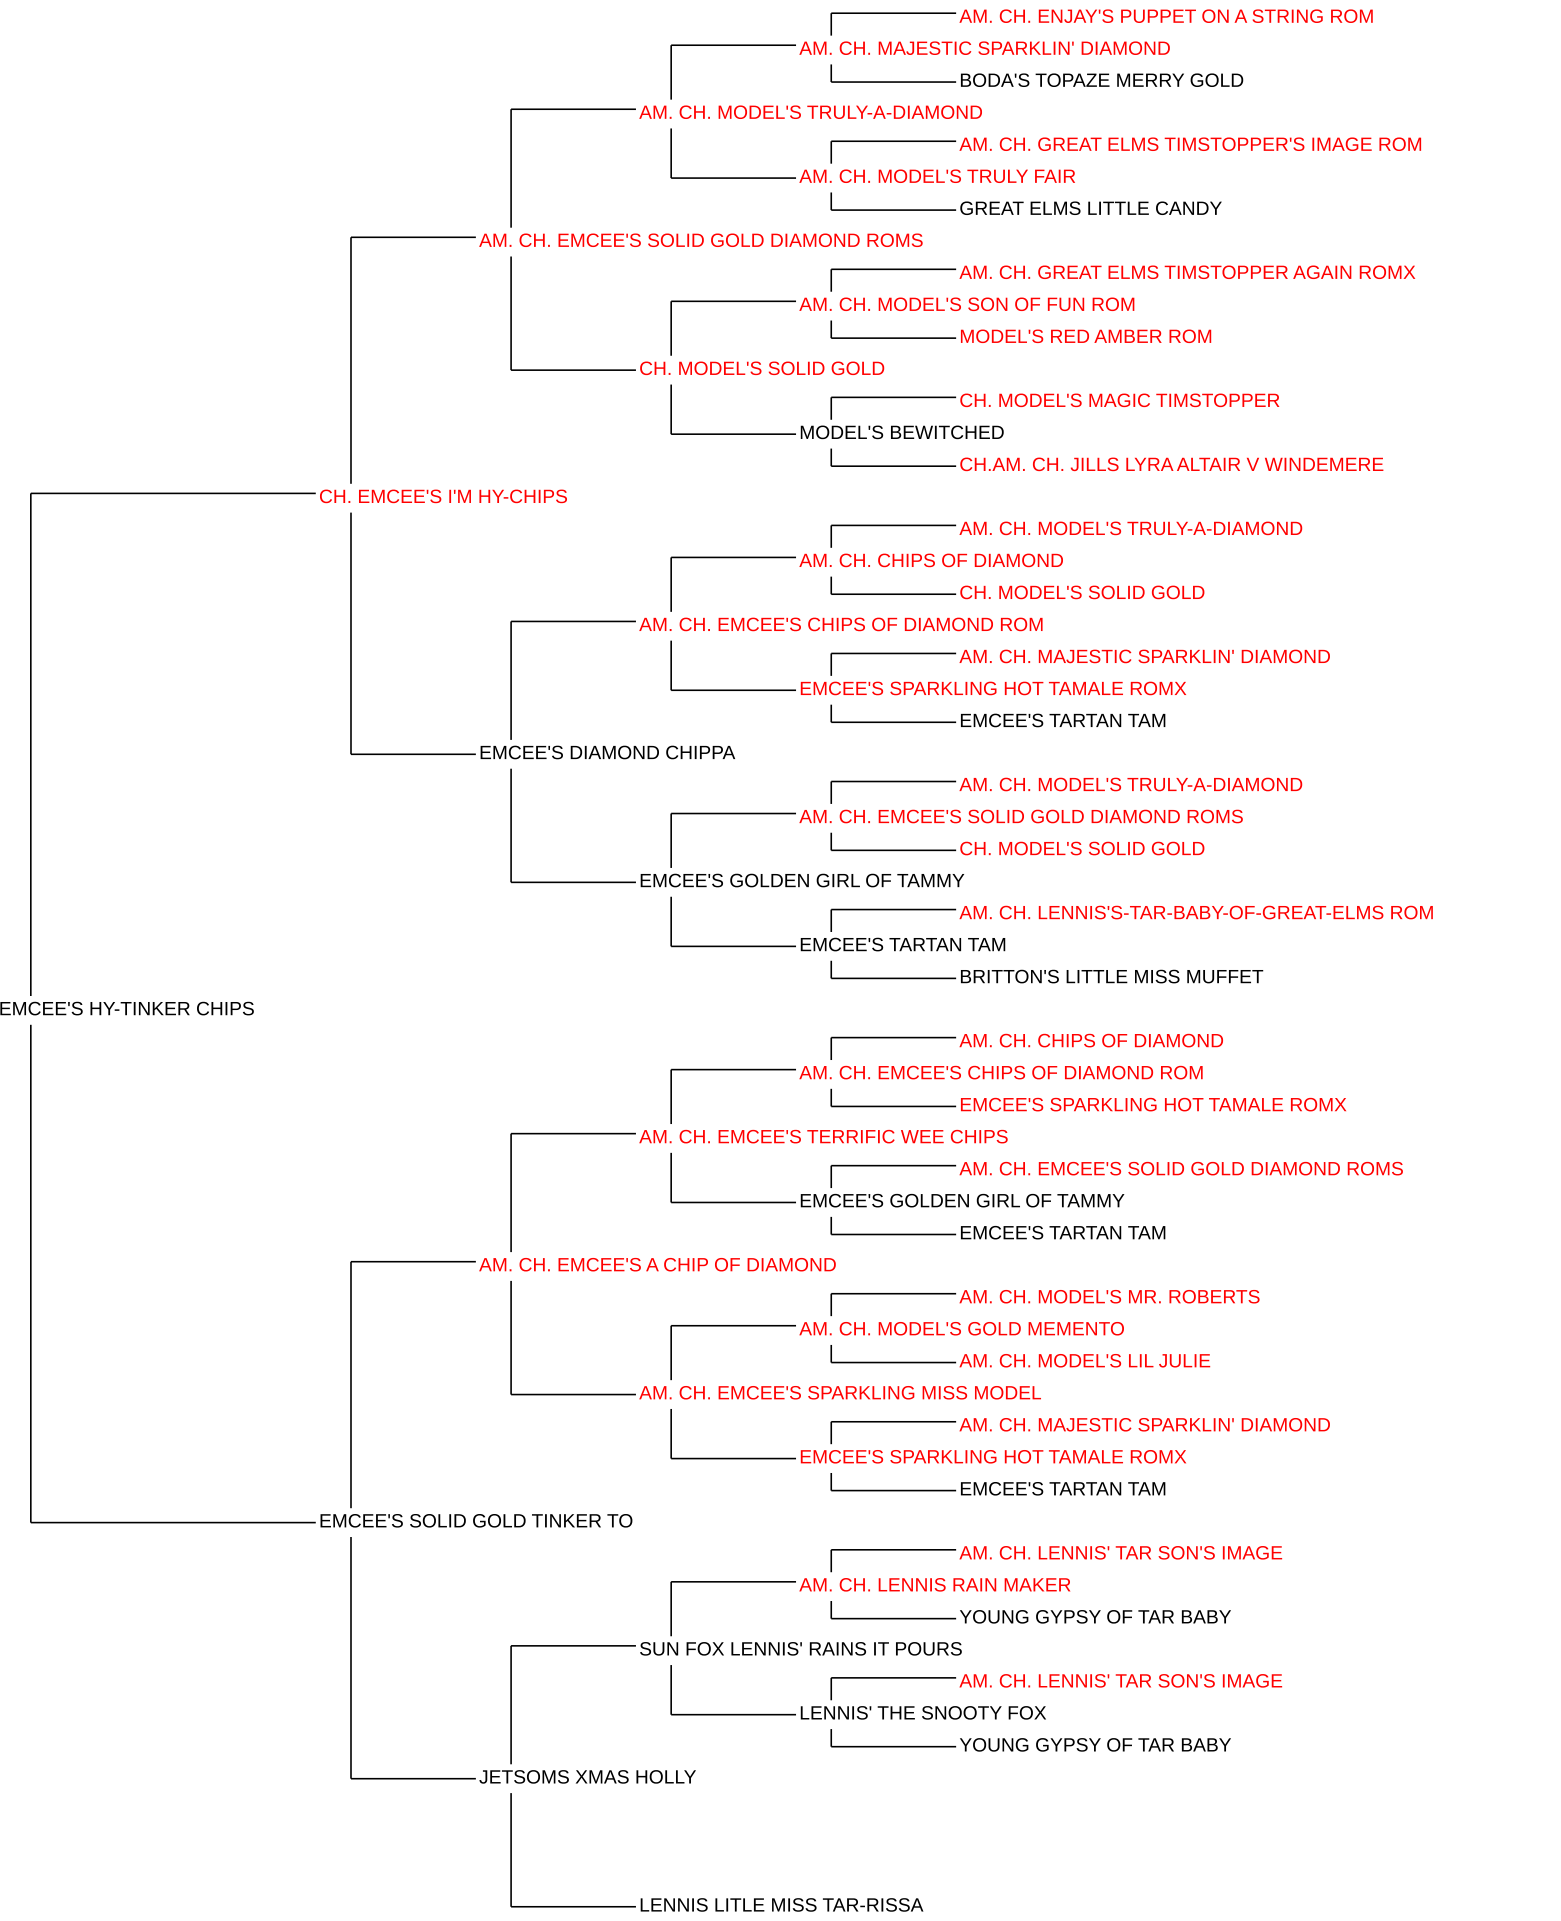 AM. CH. ENJAY'S PUPPET ON A STRING ROM
AM. CH. MAJESTIC SPARKLIN' DIAMOND
BODA'S TOPAZE MERRY GOLD
AM. CH. MODEL'S TRULY-A-DIAMOND
AM. CH. GREAT ELMS TIMSTOPPER'S IMAGE ROM
AM. CH. MODEL'S TRULY FAIR
GREAT ELMS LITTLE CANDY
AM. CH. EMCEE'S SOLID GOLD DIAMOND ROMS
AM. CH. GREAT ELMS TIMSTOPPER AGAIN ROMX
AM. CH. MODEL'S SON OF FUN ROM
MODEL'S RED AMBER ROM
CH. MODEL'S SOLID GOLD
CH. MODEL'S MAGIC TIMSTOPPER
MODEL'S BEWITCHED
CH.AM. CH. JILLS LYRA ALTAIR V WINDEMERE
CH. EMCEE'S I'M HY-CHIPS
AM. CH. MODEL'S TRULY-A-DIAMOND
AM. CH. CHIPS OF DIAMOND
CH. MODEL'S SOLID GOLD
AM. CH. EMCEE'S CHIPS OF DIAMOND ROM
AM. CH. MAJESTIC SPARKLIN' DIAMOND
EMCEE'S SPARKLING HOT TAMALE ROMX
EMCEE'S TARTAN TAM
EMCEE'S DIAMOND CHIPPA
AM. CH. MODEL'S TRULY-A-DIAMOND
AM. CH. EMCEE'S SOLID GOLD DIAMOND ROMS
CH. MODEL'S SOLID GOLD
EMCEE'S GOLDEN GIRL OF TAMMY
AM. CH. LENNIS'S-TAR-BABY-OF-GREAT-ELMS ROM
EMCEE'S TARTAN TAM
BRITTON'S LITTLE MISS MUFFET
EMCEE'S HY-TINKER CHIPS
AM. CH. CHIPS OF DIAMOND
AM. CH. EMCEE'S CHIPS OF DIAMOND ROM
EMCEE'S SPARKLING HOT TAMALE ROMX
AM. CH. EMCEE'S TERRIFIC WEE CHIPS
AM. CH. EMCEE'S SOLID GOLD DIAMOND ROMS
EMCEE'S GOLDEN GIRL OF TAMMY
EMCEE'S TARTAN TAM
AM. CH. EMCEE'S A CHIP OF DIAMOND
AM. CH. MODEL'S MR. ROBERTS
AM. CH. MODEL'S GOLD MEMENTO
AM. CH. MODEL'S LIL JULIE
AM. CH. EMCEE'S SPARKLING MISS MODEL
AM. CH. MAJESTIC SPARKLIN' DIAMOND
EMCEE'S SPARKLING HOT TAMALE ROMX
EMCEE'S TARTAN TAM
EMCEE'S SOLID GOLD TINKER TO
AM. CH. LENNIS' TAR SON'S IMAGE
AM. CH. LENNIS RAIN MAKER
YOUNG GYPSY OF TAR BABY
SUN FOX LENNIS' RAINS IT POURS
AM. CH. LENNIS' TAR SON'S IMAGE
LENNIS' THE SNOOTY FOX
YOUNG GYPSY OF TAR BABY
JETSOMS XMAS HOLLY
LENNIS LITLE MISS TAR-RISSA